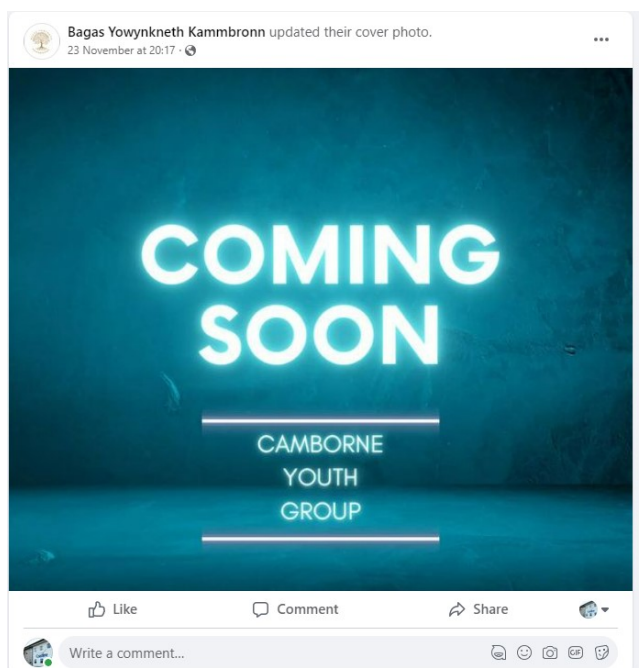 Bagas Yowynkneth Kammbronn updated their cover photo.
23 November at 20:17 ·
COMING
SOON
CAMBORNE
YOUTH
GROUP
Like Comment Share
Write a comment...
GIF